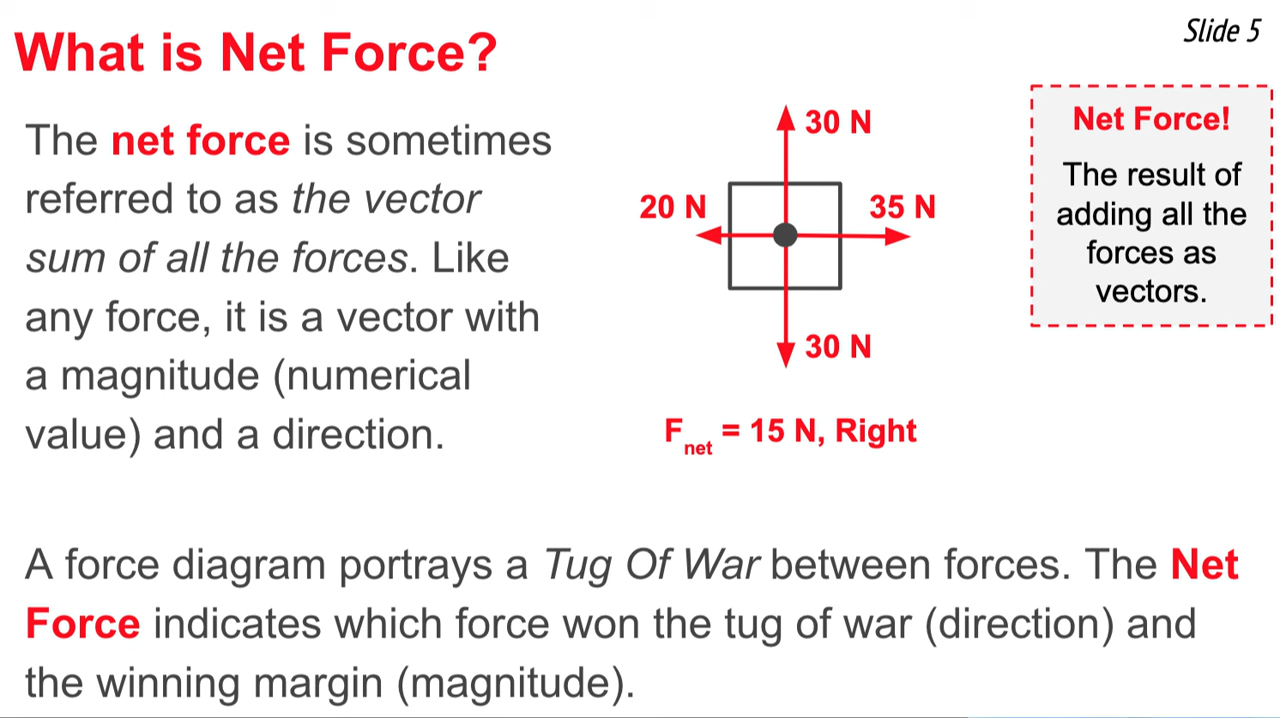 Slide 5
What is Net Force?
The net force is sometimes
referred to as the vector
sum of all the forces. Like
any force, it is a vector with
a magnitude (numerical
value) and a direction.
30 N
20 N
35 N
30 N
Fnet = 15 N, Right
Net Force!
The result of
adding all the
forces as
vectors.
A force diagram portrays a Tug Of War between forces. The Net
Force indicates which force won the tug of war (direction) and
the winning margin (magnitude).